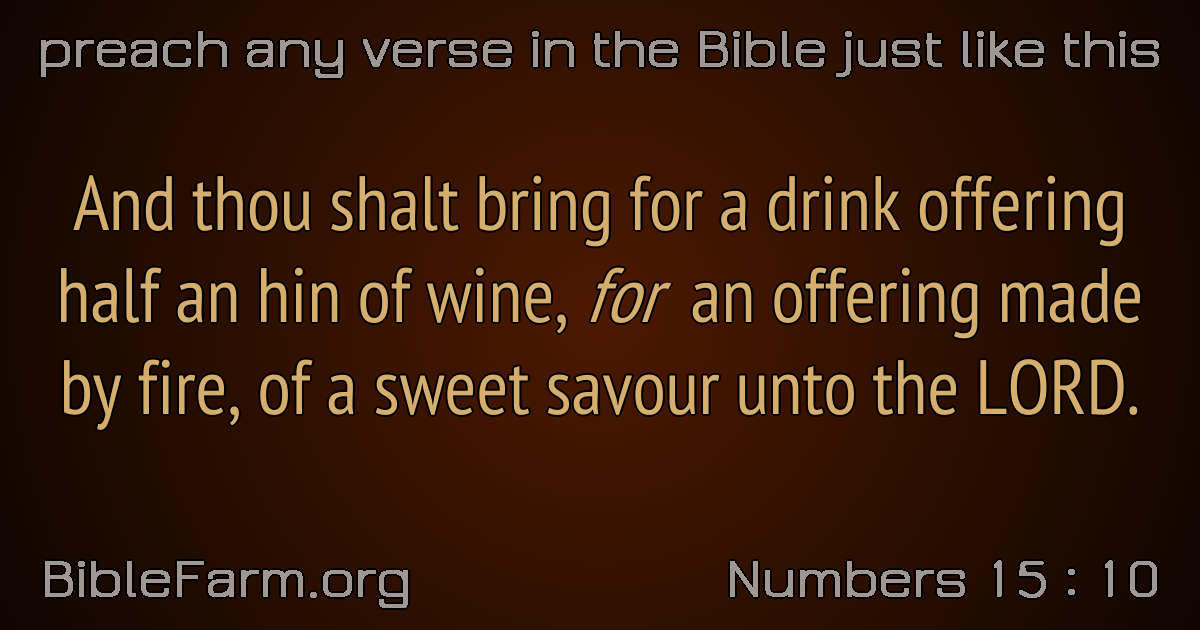 preach any verse in the Bible just like this
And thou shalt bring for a drink offering
half an hin of wine, for an offering made
by fire, of a sweet savour unto the LORD.
BibleFarm.org
Numbers 15 : 10